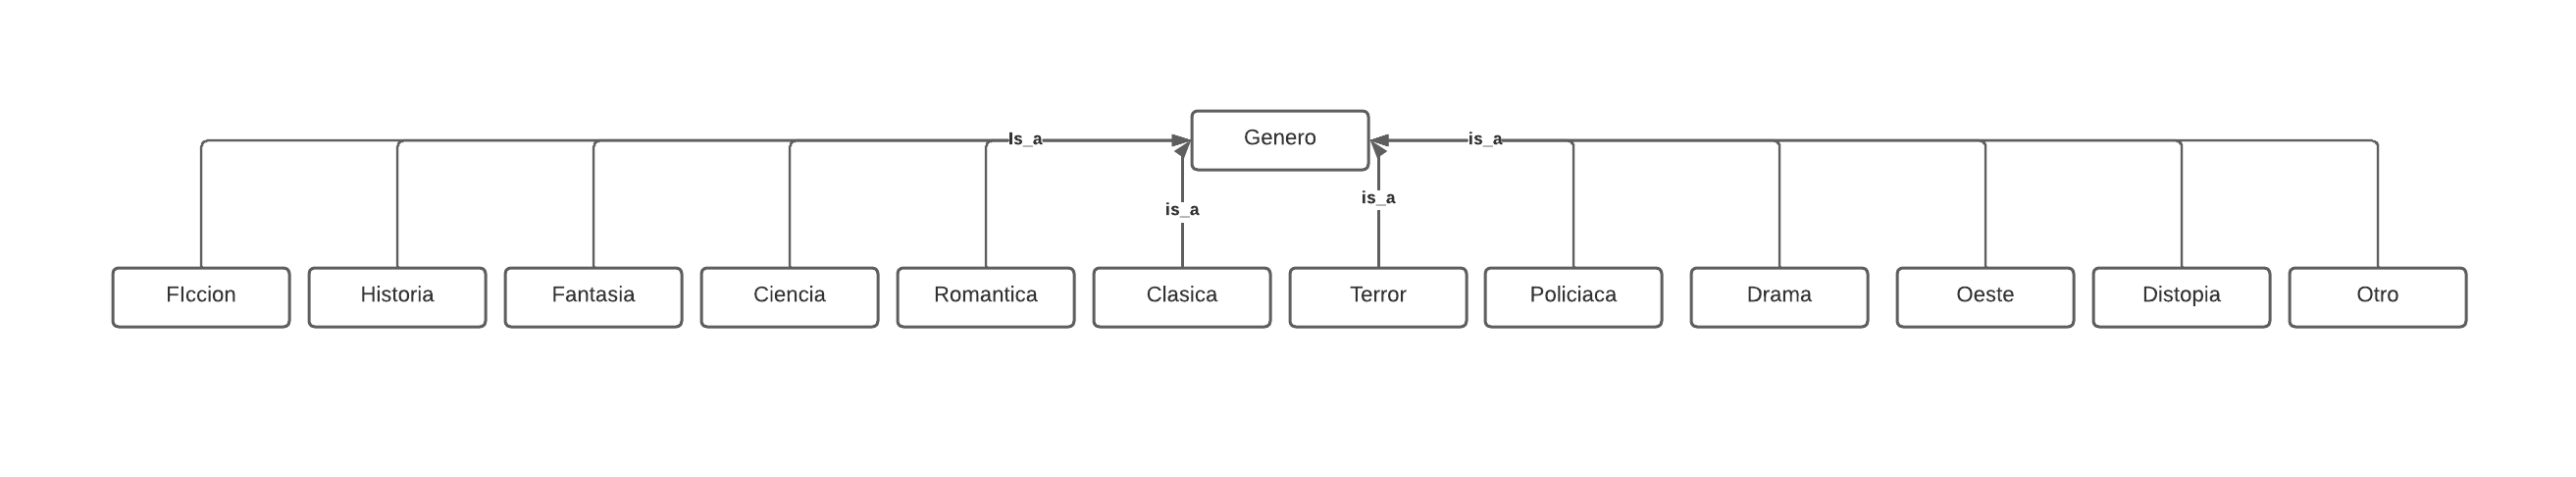 Genero
Is_a
is_a
is_a
is_a
FIccion
Historia
Fantasia
Ciencia
Romantica
Clasica
Terror
Policiaca
Drama
Oeste
Distopia
Otro